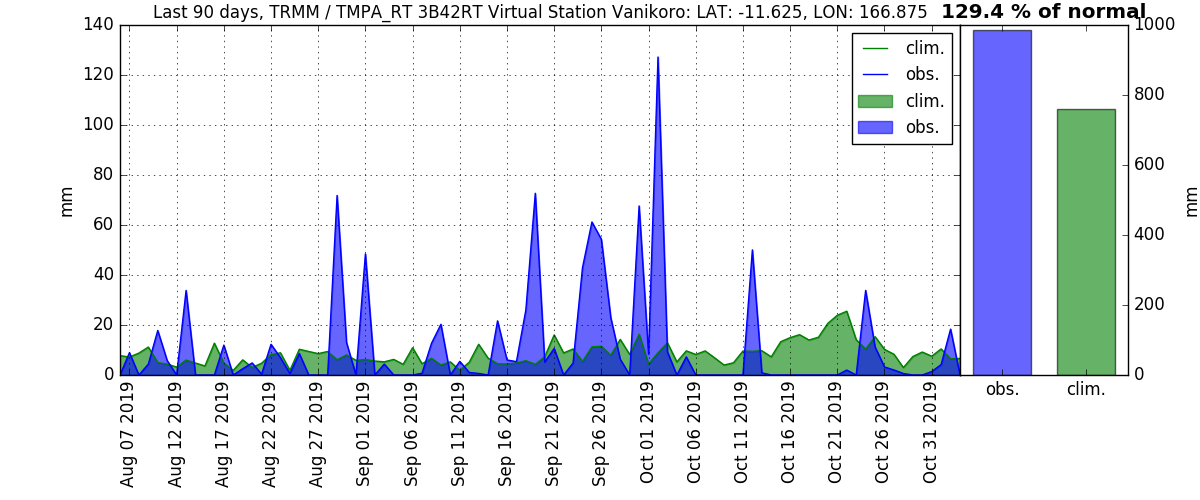 Last 90 days, TRMM / TMPA_RT 3B42RT Virtual Station Vanikoro: LAT: -11.625, LON: 166.875 129.4 % of normal
140
120
100
80
60
40
20
0
mm
clim.
obs.
clim.
obs.
Aug 07 2019
Aug 12 2019
Aug 17 2019
Aug 22 2019
Aug 27 2019
Sep 01 2019
Sep 06 2019
Sep 11 2019
Sep 16 2019
Sep 21 2019
Sep 26 2019
Oct 01 2019
Oct 06 2019
Oct 11 2019
Oct 16 2019
Oct 21 2019
Oct 26 2019
Oct 31 2019
1000
800
600
400
200
0
mm
obs.
clim.